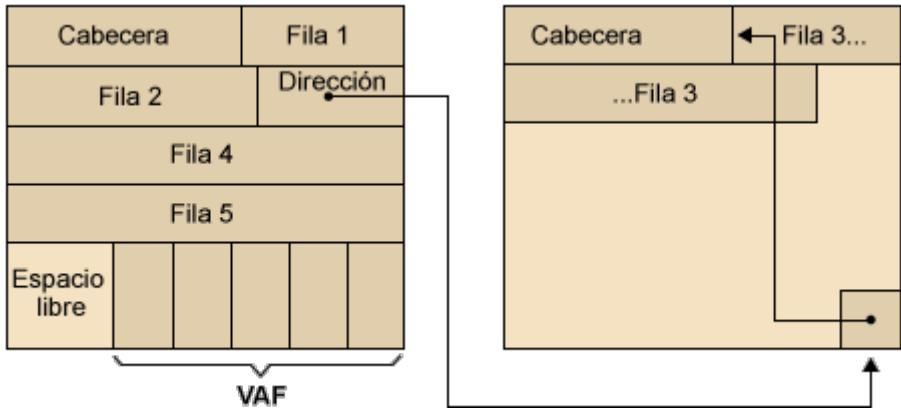 Cabecera
Fila 1
Fila 2
Dirección
Fila 4
Fila 5
Espacio
libre
VAF
Cabecera
Fila 3...
...Fila 3